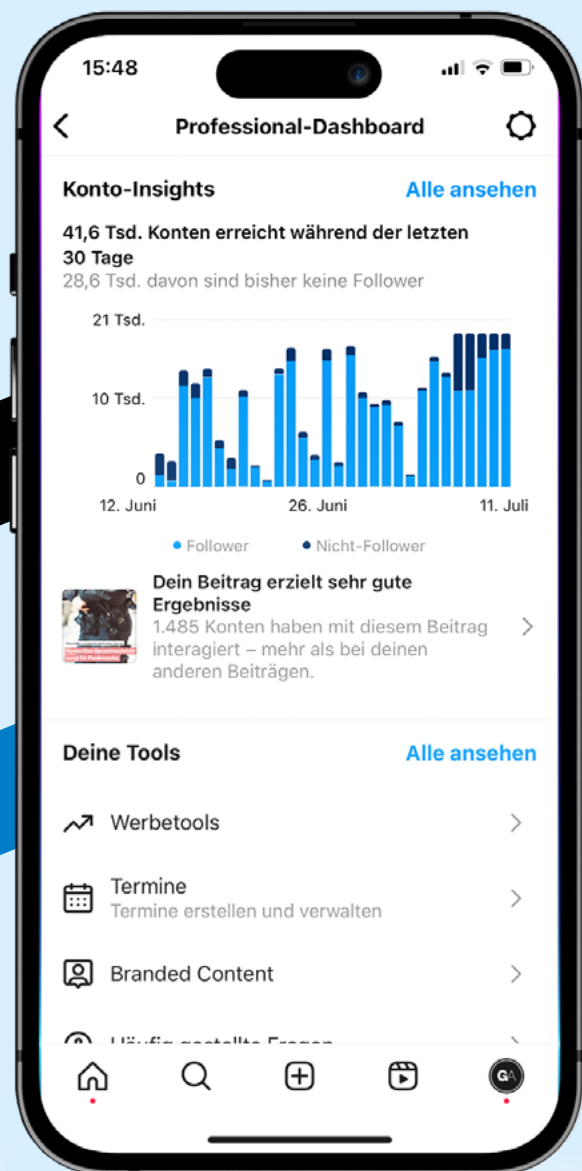 15:48
Professional-Dashboard
Konto-Insights
Alle ansehen
41,6 Tsd. Konten erreicht während der letzten
30 Tage
28,6 Tsd. davon sind bisher keine Follower
21 Tsd.
10 Tsd.
0
12. Juni
26. Juni
11. Juli
Follower
Nicht-Follower
Dein Beitrag erzielt sehr gute
Ergebnisse
1.485 Konten haben mit diesem Beitrag
interagiert – mehr als bei deinen
anderen Beiträgen.
Deine Tools
Alle ansehen
Werbetools
Termine
Termine erstellen und verwalten
Branded Content
Häufig gestellte Fragen
GA